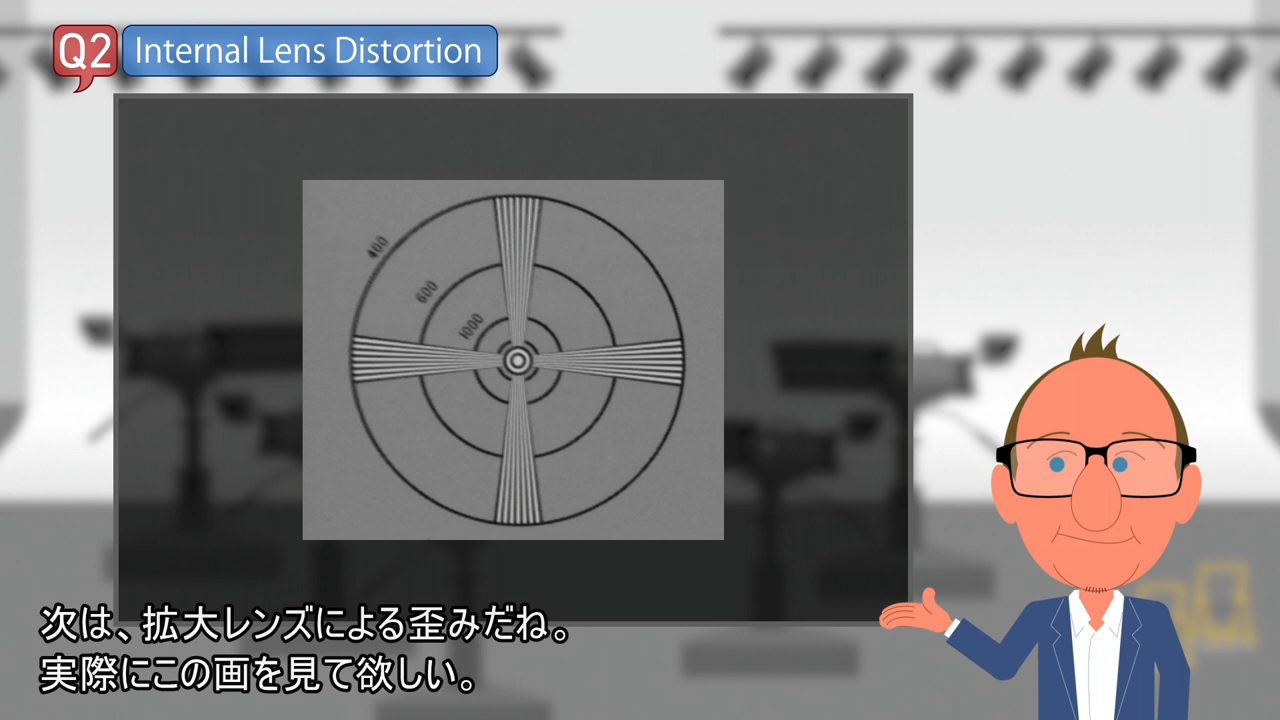 Q2 Internal Lens Distortion
400
600
1000
次は、拡大レンズによる歪みだね。
実際にこの画を見て欲しい。